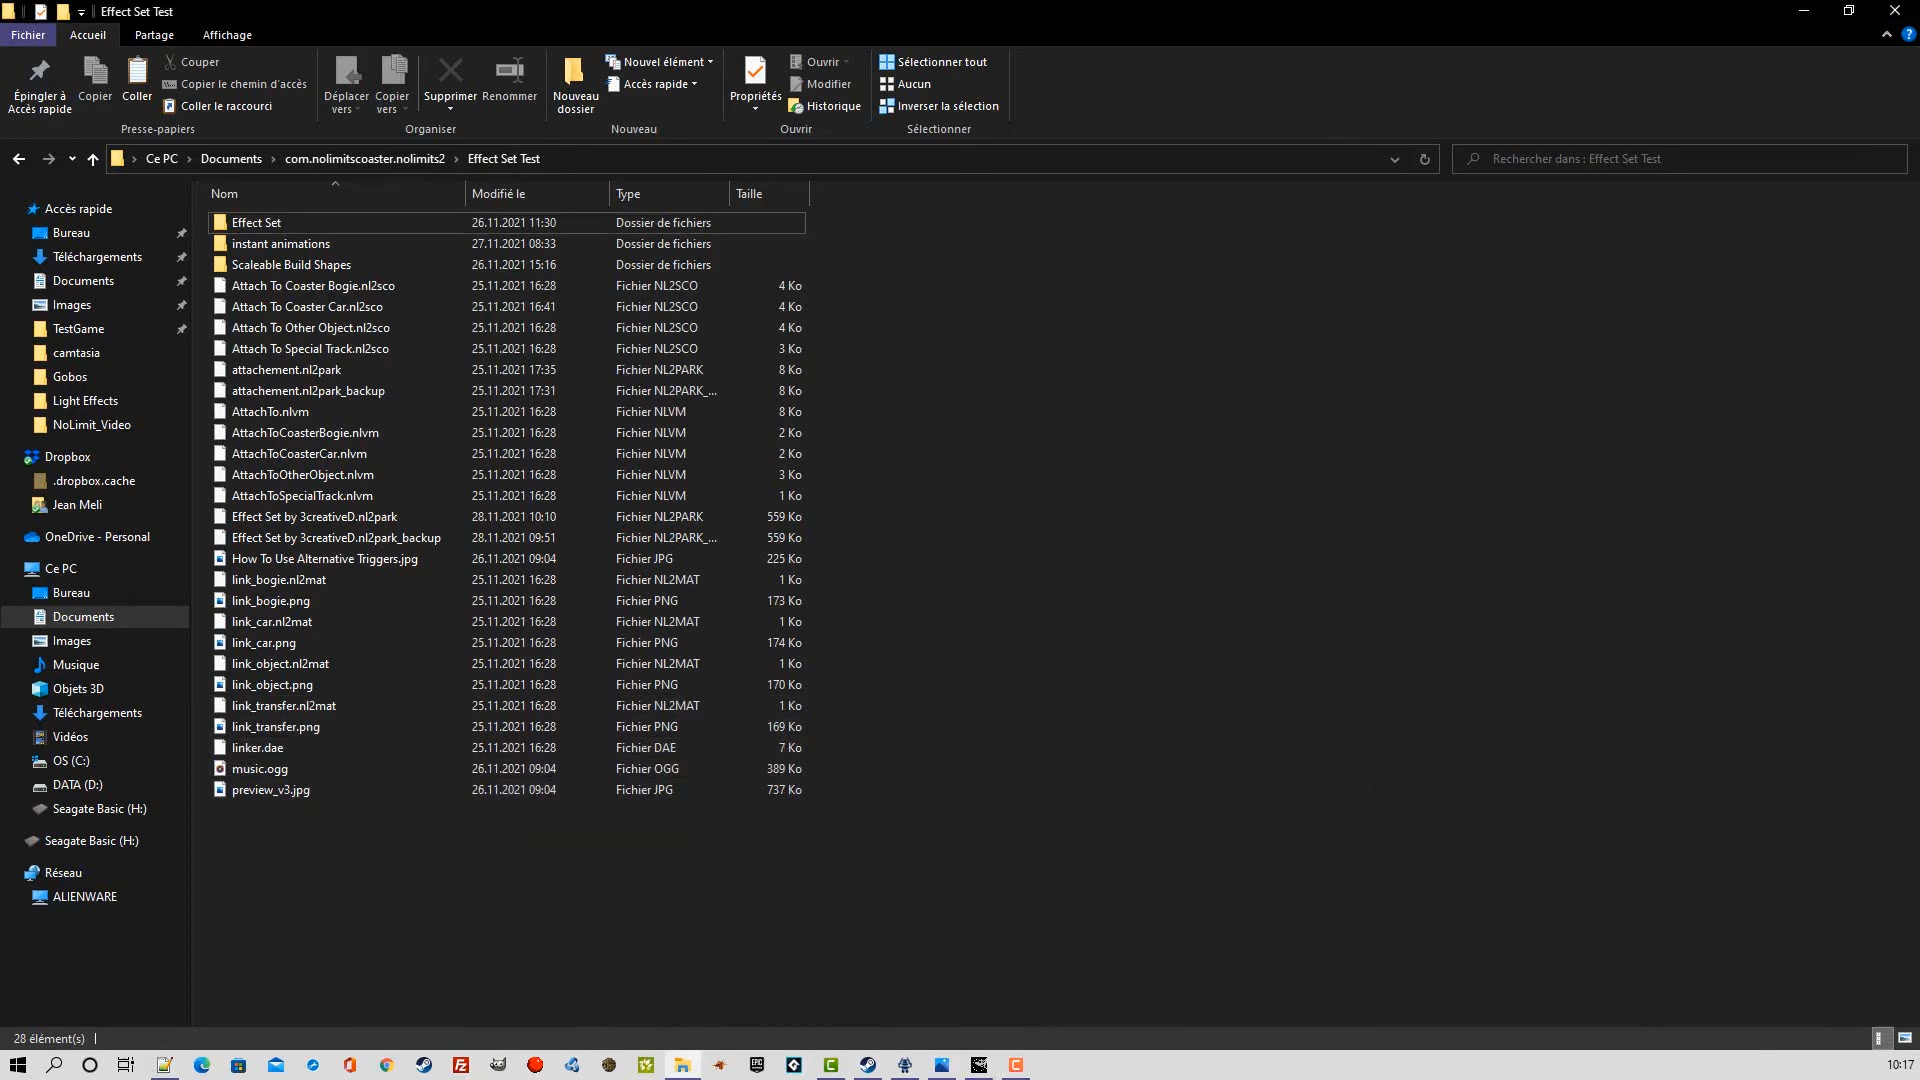 Effect Set Test
Fichier Accueil Partage Affichage
Épingler à Accès rapide
Copier
Coller
Couper
Copier le chemin d'accès
Coller le raccourci
Presse-papiers
Déplacer vers
Copier vers
Supprimer
Renommer
Organiser
Nouveau dossier
Nouvel élément
Accès rapide
Nouveau
Propriétés
Ouvrir
Modifier
Historique
Ouvrir
Sélectionner tout
Aucun
Inverser la sélection
Sélectionner
Ce PC > Documents > com.nolimitscoaster.nolimits2 > Effect Set Test
Rechercher dans : Effect Set Test
Accès rapide
Bureau
Téléchargements
Documents
Images
TestGame
camtasia
Gobos
Light Effects
NoLimit_Video
Dropbox
.dropbox.cache
Jean Meli
OneDrive - Personal
Ce PC
Bureau
Documents
Images
Musique
Objets 3D
Téléchargements
Vidéos
OS (C:)
DATA (D:)
Seagate Basic (H:)
Seagate Basic (H:)
Réseau
ALIENWARE
Nom Modifié le Type Taille
Effect Set 26.11.2021 11:30 Dossier de fichiers
instant animations 27.11.2021 08:33 Dossier de fichiers
Scaleable Build Shapes 26.11.2021 15:16 Dossier de fichiers
Attach To Coaster Bogie.nl2sco 25.11.2021 16:28 Fichier NL2SCO 4 Ko
Attach To Coaster Car.nl2sco 25.11.2021 16:41 Fichier NL2SCO 4 Ko
Attach To Other Object.nl2sco 25.11.2021 16:28 Fichier NL2SCO 4 Ko
Attach To Special Track.nl2sco 25.11.2021 16:28 Fichier NL2SCO 3 Ko
attachement.nl2park 25.11.2021 17:35 Fichier NL2PARK 8 Ko
attachement.nl2park_backup 25.11.2021 17:31 Fichier NL2PARK_... 8 Ko
AttachTo.nlvm 25.11.2021 16:28 Fichier NLVM 8 Ko
AttachToCoasterBogie.nlvm 25.11.2021 16:28 Fichier NLVM 2 Ko
AttachToCoasterCar.nlvm 25.11.2021 16:28 Fichier NLVM 2 Ko
AttachToOtherObject.nlvm 25.11.2021 16:28 Fichier NLVM 3 Ko
AttachToSpecialTrack.nlvm 25.11.2021 16:28 Fichier NLVM 1 Ko
Effect Set by 3creativeD.nl2park 28.11.2021 10:10 Fichier NL2PARK 559 Ko
Effect Set by 3creativeD.nl2park_backup 28.11.2021 09:51 Fichier NL2PARK_... 559 Ko
How To Use Alternative Triggers.jpg 26.11.2021 09:04 Fichier JPG 225 Ko
link_bogie.nl2mat 25.11.2021 16:28 Fichier NL2MAT 1 Ko
link_bogie.png 25.11.2021 16:28 Fichier PNG 173 Ko
link_car.nl2mat 25.11.2021 16:28 Fichier NL2MAT 1 Ko
link_car.png 25.11.2021 16:28 Fichier PNG 174 Ko
link_object.nl2mat 25.11.2021 16:28 Fichier NL2MAT 1 Ko
link_object.png 25.11.2021 16:28 Fichier PNG 170 Ko
link_transfer.nl2mat 25.11.2021 16:28 Fichier NL2MAT 1 Ko
link_transfer.png 25.11.2021 16:28 Fichier PNG 169 Ko
linker.dae 25.11.2021 16:28 Fichier DAE 7 Ko
music.ogg 26.11.2021 09:04 Fichier OGG 389 Ko
preview_v3.jpg 26.11.2021 09:04 Fichier JPG 737 Ko
28 élément(s)
10:17